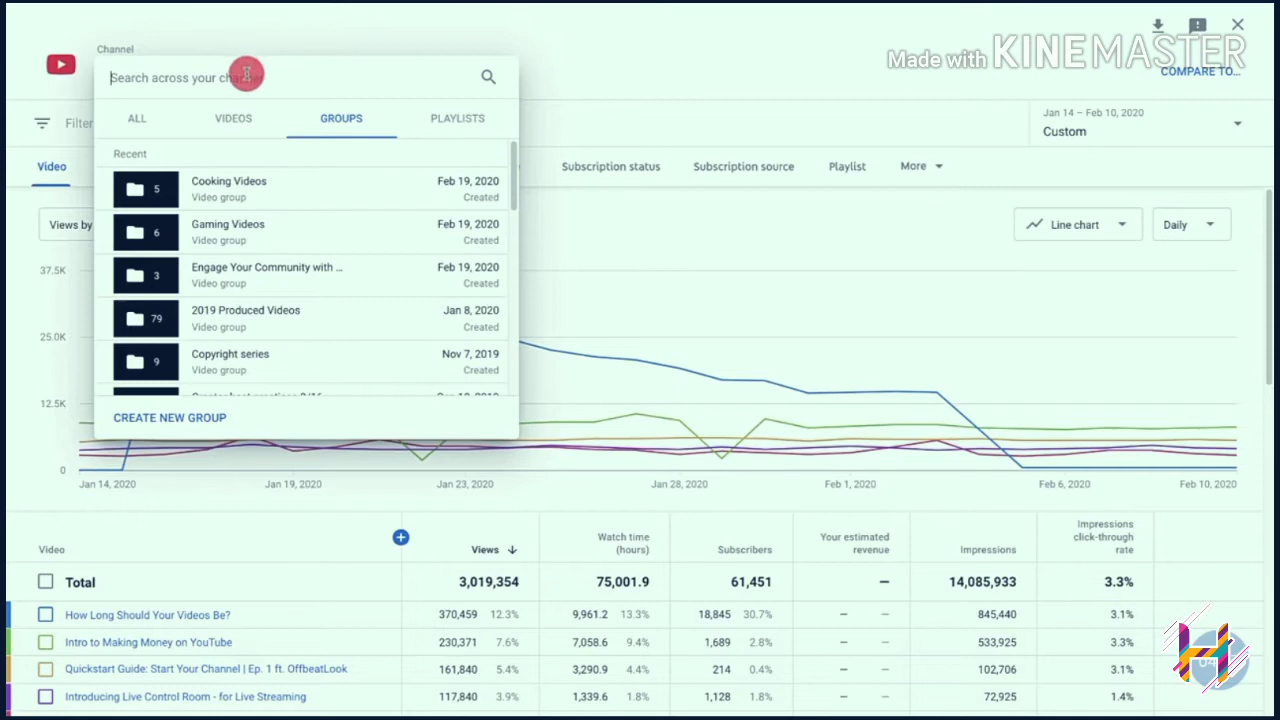 Made with KINEMASTER
Channel
Search across your
COMPARE TO...
ALL
VIDEOS
GROUPS
PLAYLISTS
Filter
Jan 14 – Feb 10, 2020
Custom
Recent
Video
Subscription status
Subscription source
Playlist
More
5
Cooking Videos
Feb 19, 2020
Video group
Created
6
Gaming Videos
Feb 19, 2020
Video group
Created
Views by
Line chart
Daily
3
Engage Your Community with ...
Feb 19, 2020
Video group
Created
37.5K
79
2019 Produced Videos
Jan 8, 2020
Video group
Created
25.0K
9
Copyright series
Nov 7, 2019
Video group
Created
12.5K
CREATE NEW GROUP
0
Jan 14, 2020
Jan 19, 2020
Jan 23, 2020
Jan 28, 2020
Feb 1, 2020
Feb 6, 2020
Feb 10, 2020
Video
Views
Watch time
(hours)
Subscribers
Your estimated
revenue
Impressions
Impressions
click-through
rate
Total 3,019,354 75,001.9 61,451 — 14,085,933 3.3%
How Long Should Your Videos Be? 370,459 12.3% 9,961.2 13.3% 18,845 30.7% — — 845,440 3.1%
Intro to Making Money on YouTube 230,371 7.6% 7,058.6 9.4% 1,689 2.8% — — 533,925 3.3%
Quickstart Guide: Start Your Channel | Ep. 1 ft. OffbeatLook 161,840 5.4% 3,290.9 4.4% 214 0.4% — — 102,706 3.1%
Introducing Live Control Room - for Live Streaming 117,840 3.9% 1,339.6 1.8% 1,128 1.8% — — 72,925 1.4%
H